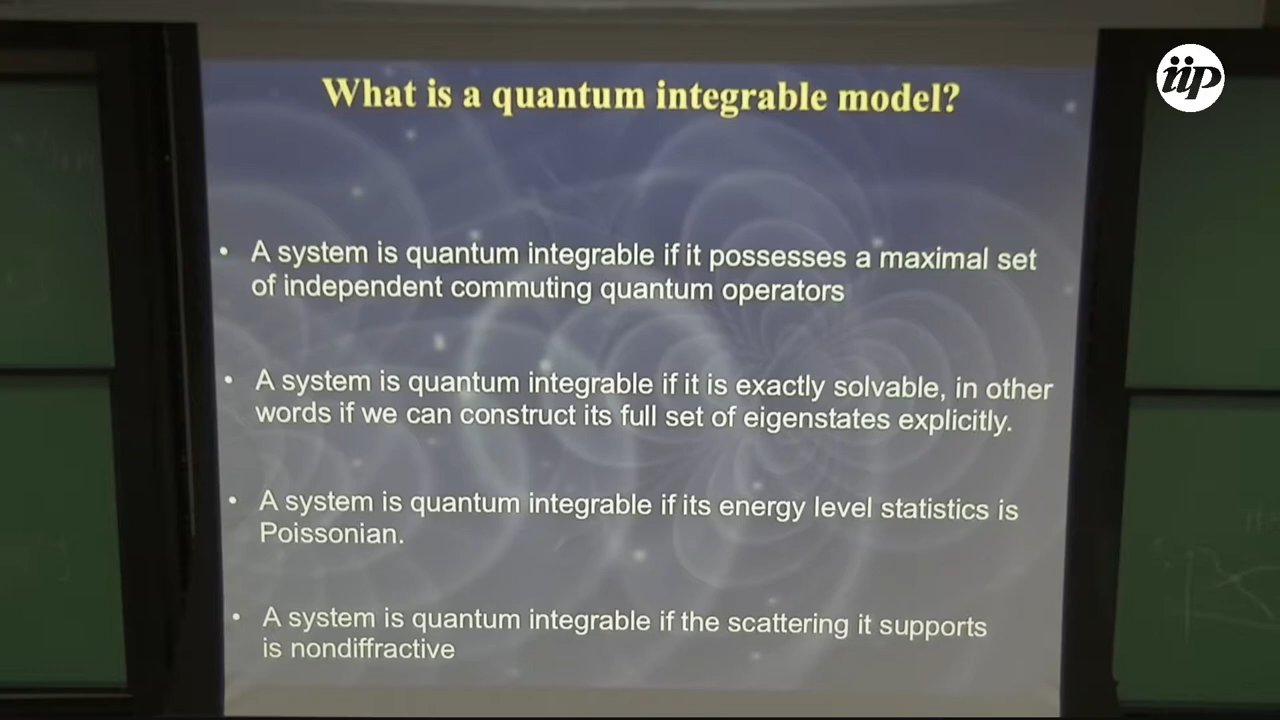 iip
What is a quantum integrable model?
• A system is quantum integrable if it possesses a maximal set
of independent commuting quantum operators
• A system is quantum integrable if it is exactly solvable, in other
words if we can construct its full set of eigenstates explicitly.
• A system is quantum integrable if its energy level statistics is
Poissonian.
• A system is quantum integrable if the scattering it supports
is nondiffractive